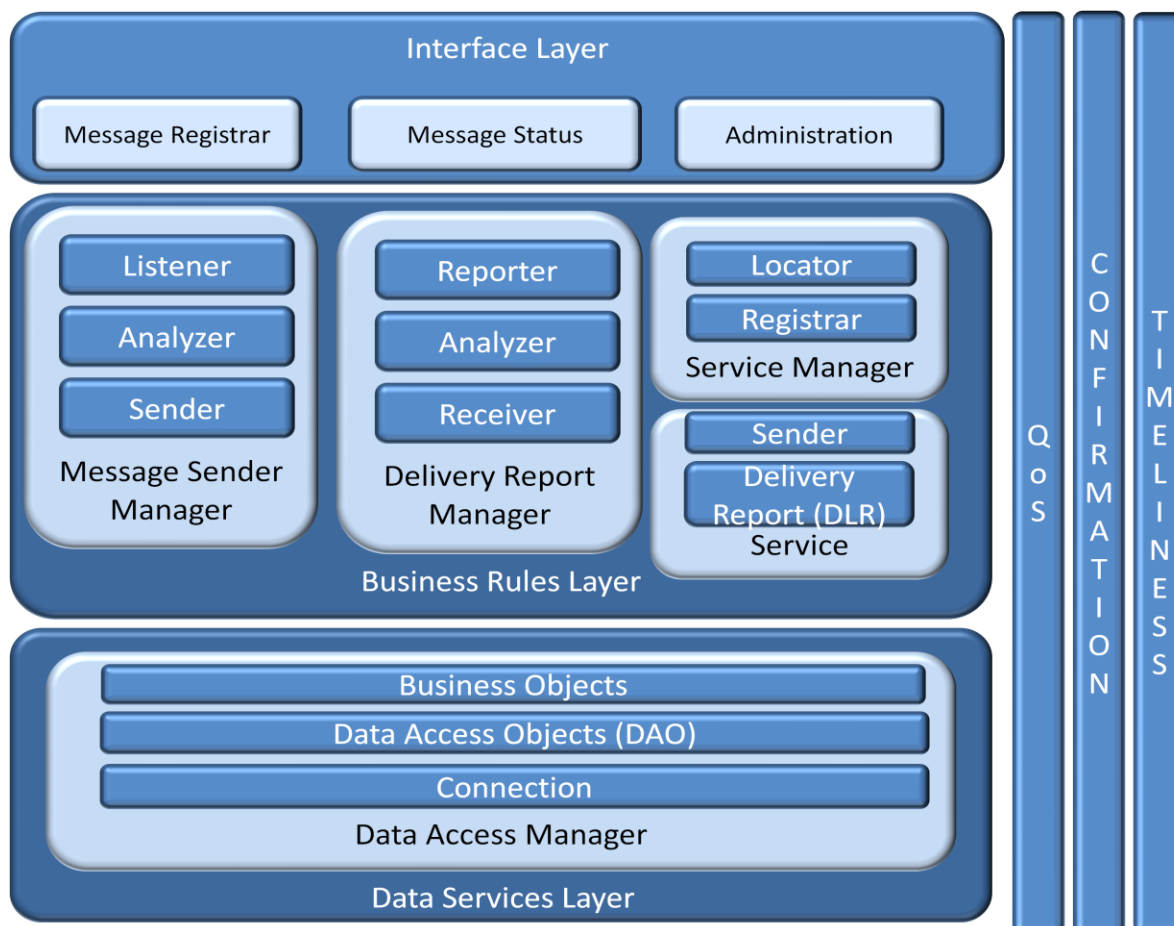 Interface Layer
Message Registrar
Message Status
Administration
Listener
Analyzer
Sender
Message Sender
Manager
Reporter
Analyzer
Receiver
Delivery Report
Manager
Locator
Registrar
Service Manager
Sender
Delivery
Report (DLR)
Service
Business Rules Layer
Business Objects
Data Access Objects (DAO)
Connection
Data Access Manager
Data Services Layer
QoS
CONFIRMATION
TIMELINESS